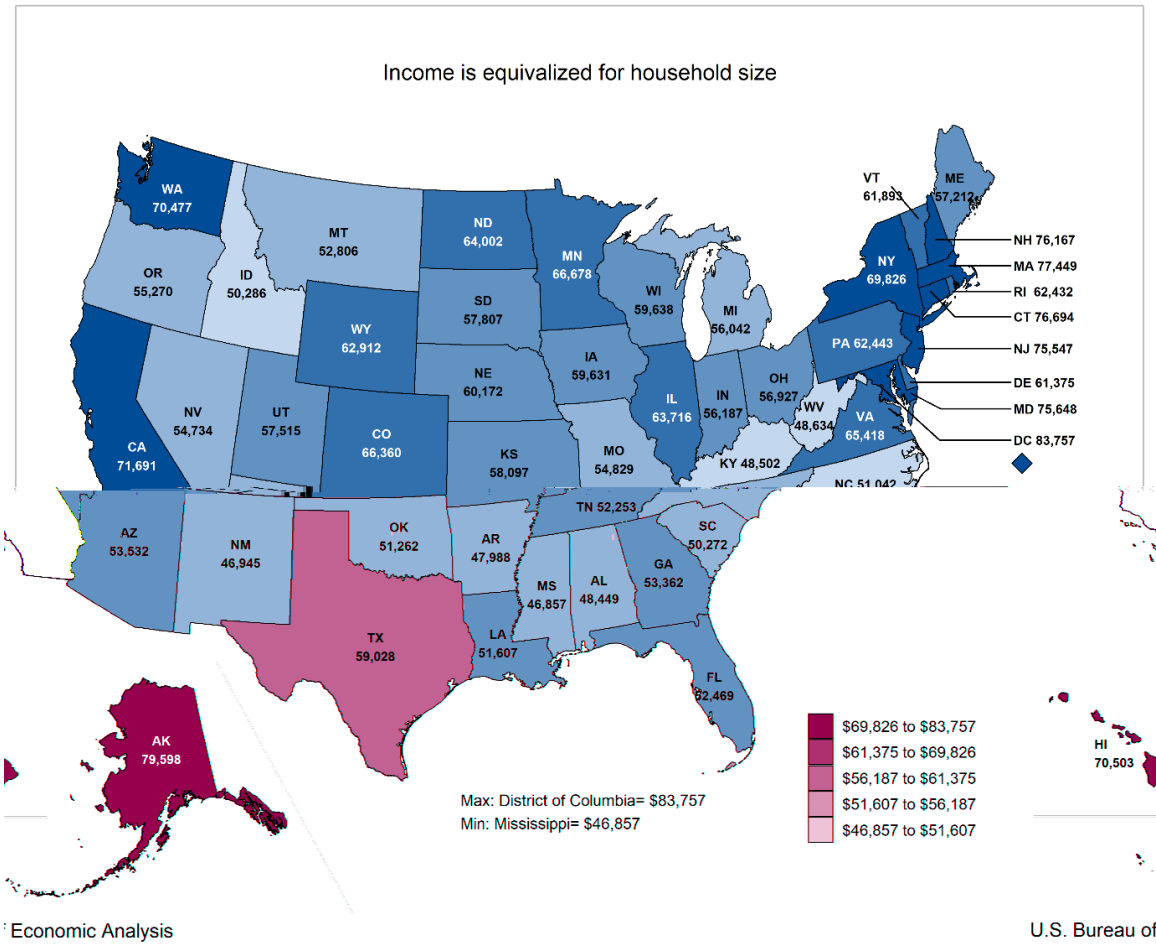 Income is equivalized for household size
WA
70,477
MT
52,806
ND
64,002
MN
66,678
VT
61,893
ME
57,212
OR
55,270
ID
50,286
SD
57,807
WI
59,638
MI
56,042
NY
69,826
NH 76,167
MA 77,449
RI 62,432
CT 76,694
WY
62,912
IA
59,631
PA 62,443
NJ 75,547
NE
60,172
OH
56,927
DE 61,375
NV
54,734
UT
57,515
IL
63,716
IN
56,187
WV
48,634
MD 75,648
CA
71,691
CO
66,360
KS
58,097
MO
54,829
VA
65,418
DC 83,757
KY 48,502
NC 51,042
TN 52,253
AZ
53,532
NM
46,945
OK
51,262
AR
47,988
SC
50,272
MS
46,857
AL
48,449
GA
53,362
TX
59,028
LA
51,607
FL
52,469
AK
79,598
HI
70,503
$69,826 to $83,757
$61,375 to $69,826
$56,187 to $61,375
$51,607 to $56,187
$46,857 to $51,607
Max: District of Columbia= $83,757
Min: Mississippi= $46,857
Economic Analysis
U.S. Bureau of